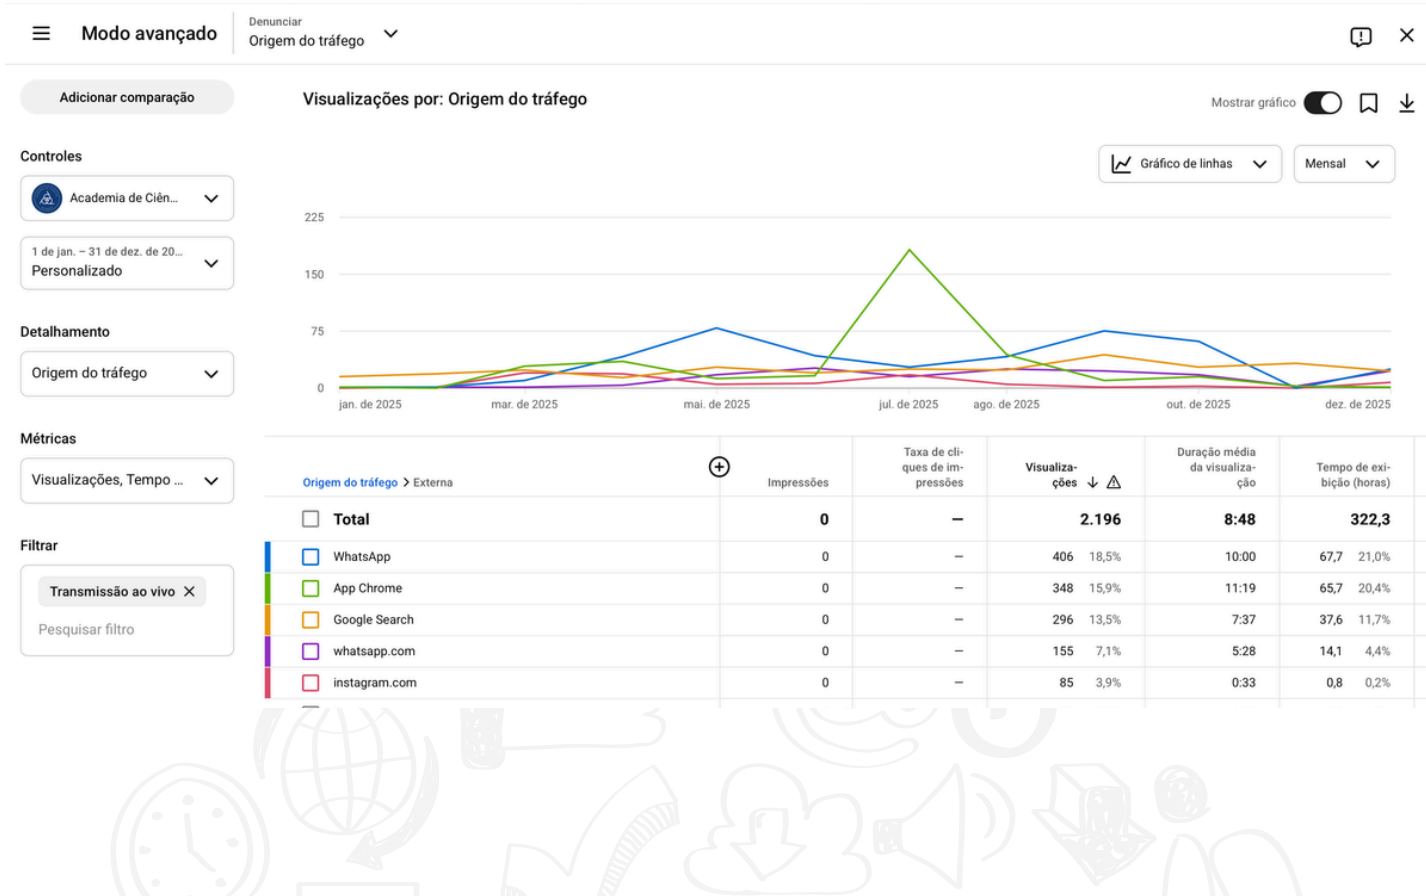 Modo avançado
Denunciar
Origem do tráfego
Adicionar comparação
Visualizações por: Origem do tráfego
Mostrar gráfico
Controles
Gráfico de linhas
Mensal
Academia de Ciên...
1 de jan. – 31 de dez. de 20...
Personalizado
225
150
75
0
jan. de 2025 mar. de 2025 mai. de 2025 jul. de 2025 ago. de 2025 out. de 2025 dez. de 2025
Detalhamento
Origem do tráfego
Métricas
Visualizações, Tempo ...
Filtrar
Transmissão ao vivo
Pesquisar filtro
Origem do tráfego Externa
Impressões
Taxa de cli-
ques de im-
pressões
Visualiza-
ções
Duração média
da visualiza-
ção
Tempo de exi-
bição (horas)
Total 0 — 2.196 8:48 322,3
WhatsApp 0 — 406 18,5% 10:00 67,7 21,0%
App Chrome 0 — 348 15,9% 11:19 65,7 20,4%
Google Search 0 — 296 13,5% 7:37 37,6 11,7%
whatsapp.com 0 — 155 7,1% 5:28 14,1 4,4%
instagram.com 0 — 85 3,9% 0:33 0,8 0,2%